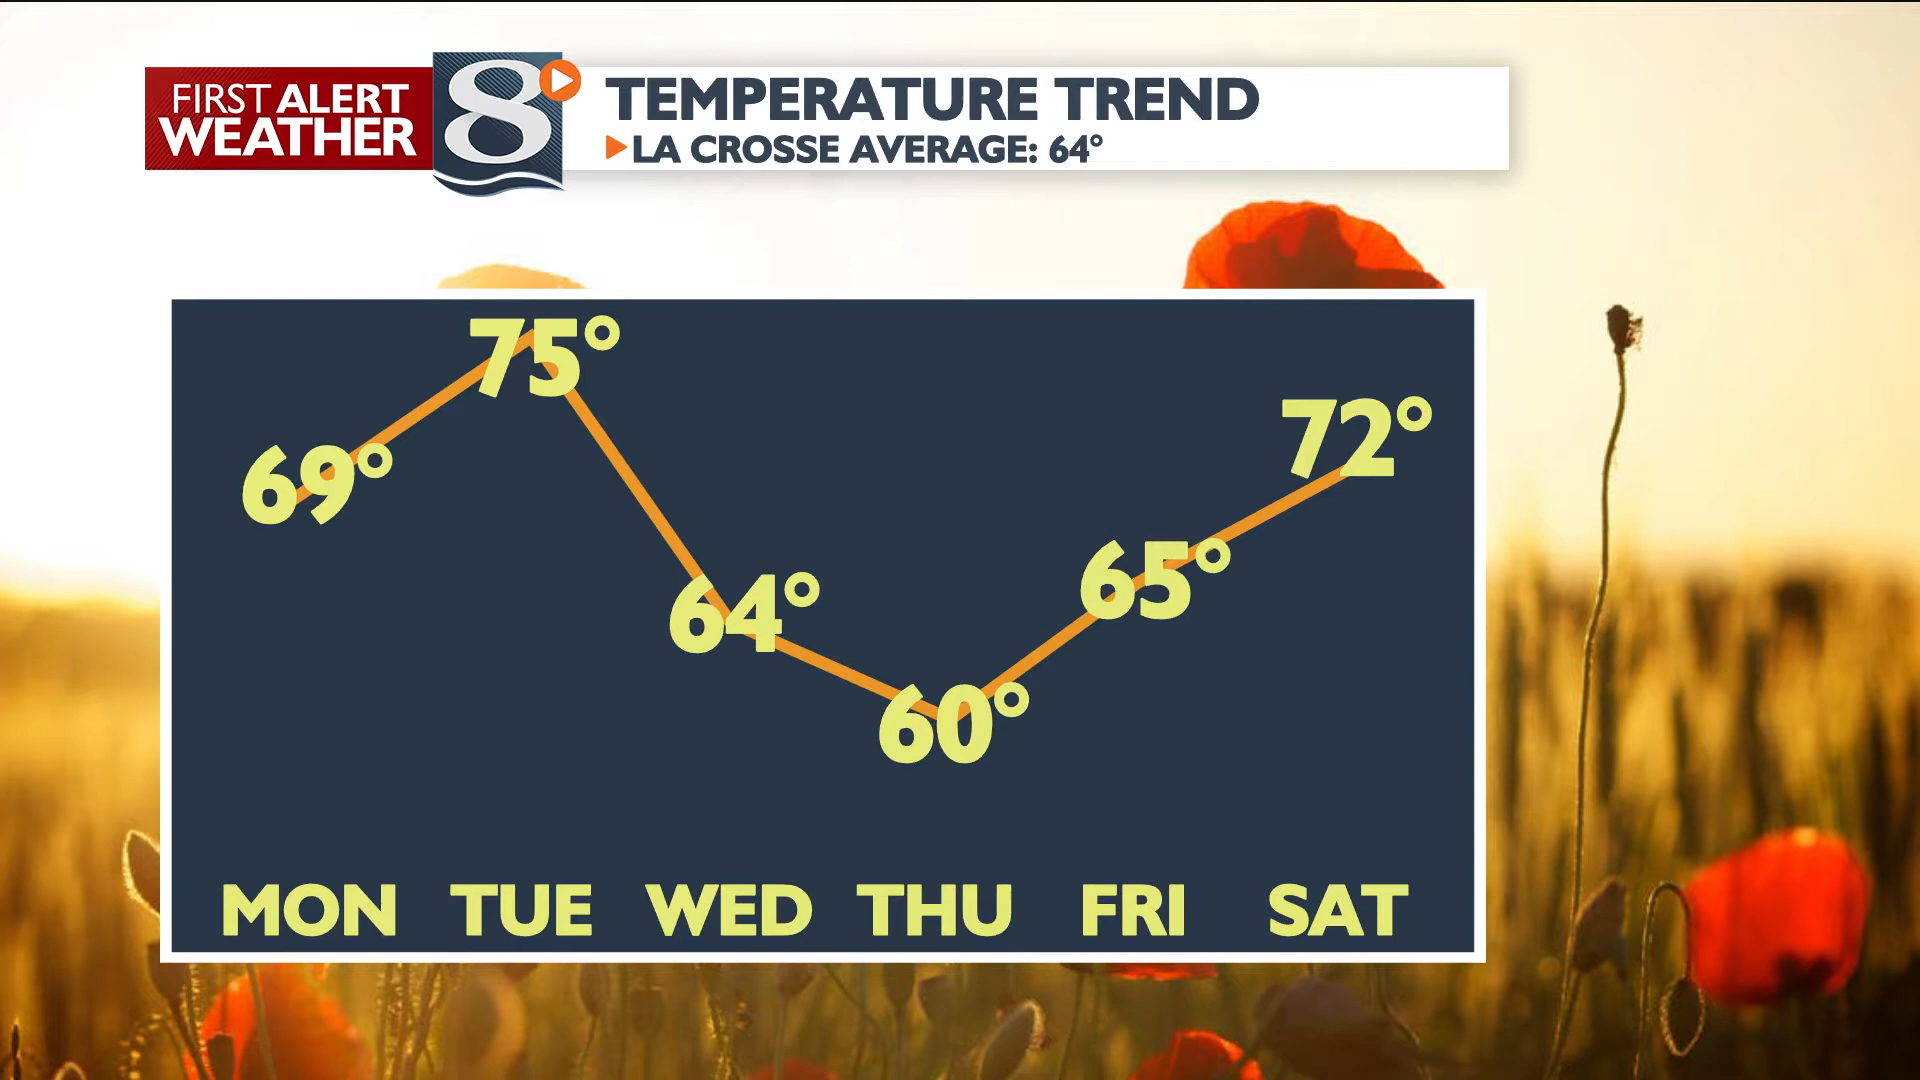 FIRST ALERT
WEATHER
8
TEMPERATURE TREND
LA CROSSE AVERAGE: 64°
69°
75°
64°
60°
65°
72°
MON TUE WED THU FRI SAT